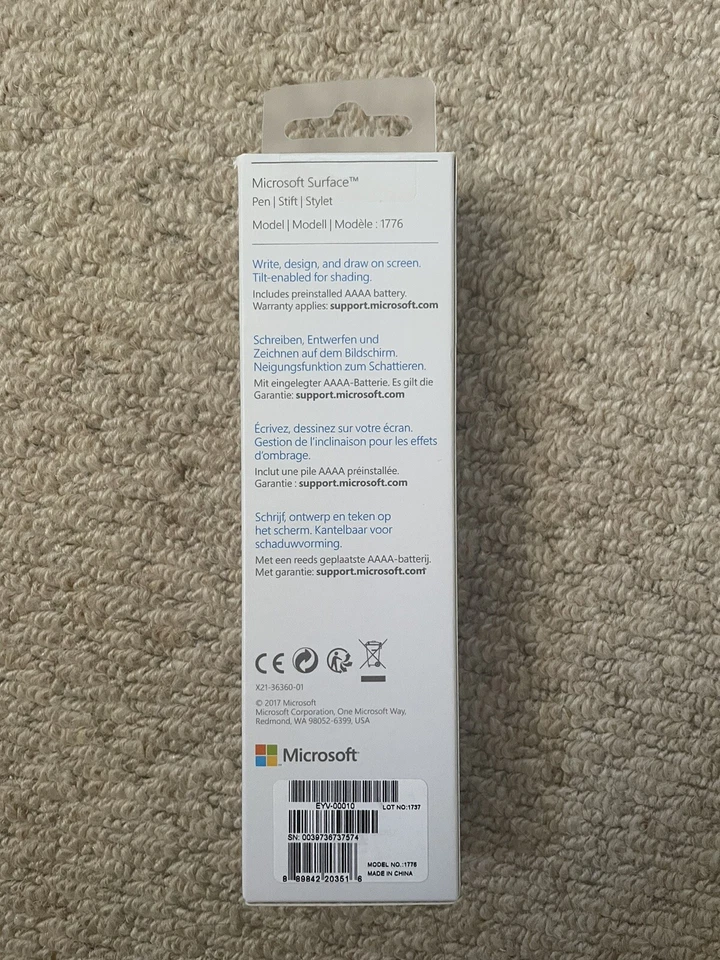 Microsoft Surface™
Pen | Stift | Stylet
Model | Modell | Modèle : 1776
Write, design, and draw on screen.
Tilt-enabled for shading.
Includes preinstalled AAAA battery.
Warranty applies: support.microsoft.com
Schreiben, Entwerfen und
Zeichnen auf dem Bildschirm.
Neigungsfunktion zum Schattieren.
Mit eingelegter AAAA-Batterie. Es gilt die
Garantie: support.microsoft.com
Écrivez, dessinez sur votre écran.
Gestion de l'inclinaison pour les effets
d'ombrage.
Inclut une pile AAAA préinstallée.
Garantie : support.microsoft.com
Schrijf, ontwerp en teken op
het scherm. Kantelbaar voor
schaduwvorming.
Met een reeds geplaatste AAAA-batterij.
Met garantie: support.microsoft.com
CE
X21-36360-01
© 2017 Microsoft
Microsoft Corporation, One Microsoft Way,
Redmond, WA 98052-6399, USA
Microsoft
EYV-00010 LOT NO:1737
SN: 0039736737574
MODEL NO.:1776
8 89842 20351 6 MADE IN CHINA